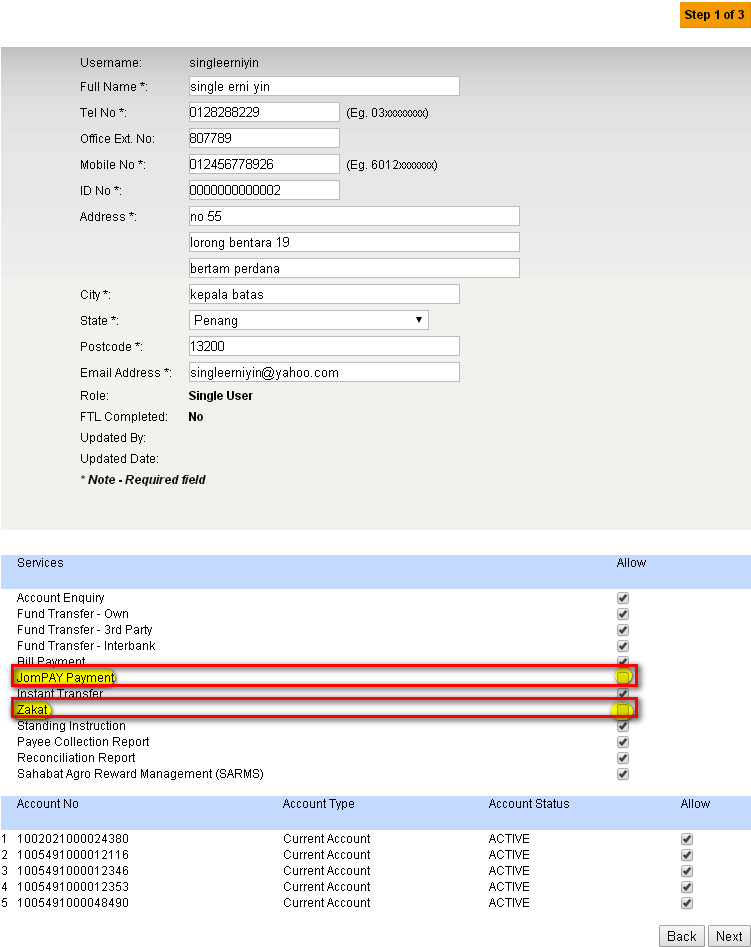 Step 1 of 3
Username: singleerniyin
Full Name *: single erni yin
Tel No *: 0128288229 (Eg. 03xxxxxxxx)
Office Ext. No: 807789
Mobile No *: 012456778926 (Eg. 6012xxxxxxx)
ID No *: 0000000000002
Address *: no 55
lorong bentara 19
bertam perdana
City *: kepala batas
State *: Penang
Postcode *: 13200
Email Address *: singleerniyin@yahoo.com
Role: Single User
FTL Completed: No
Updated By:
Updated Date:
* Note - Required field
Services Allow
Account Enquiry
Fund Transfer - Own
Fund Transfer - 3rd Party
Fund Transfer - Interbank
Bill Payment
JomPAY Payment
Instant Transfer
Zakat
Standing Instruction
Payee Collection Report
Reconciliation Report
Sahabat Agro Reward Management (SARMS)
Account No Account Type Account Status Allow
1 1002021000024380 Current Account ACTIVE
2 1005491000012116 Current Account ACTIVE
3 1005491000012346 Current Account ACTIVE
4 1005491000012353 Current Account ACTIVE
5 1005491000048490 Current Account ACTIVE
Back Next